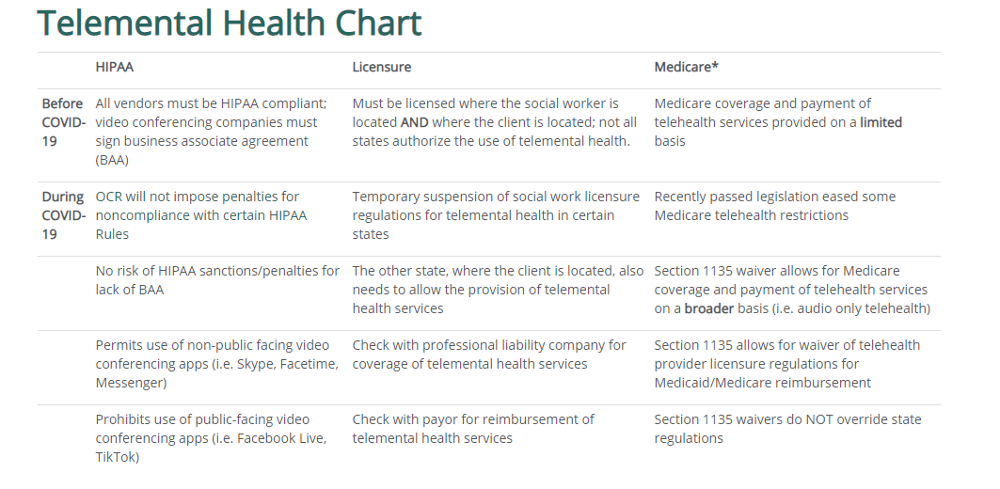 Telemental Health Chart
HIPAA
Licensure
Medicare*
Before
COVID-
19
All vendors must be HIPAA compliant;
video conferencing companies must
sign business associate agreement
(BAA)
Must be licensed where the social worker is
located AND where the client is located; not all
states authorize the use of telemental health.
Medicare coverage and payment of
telehealth services provided on a limited
basis
During
COVID-
19
OCR will not impose penalties for
noncompliance with certain HIPAA
Rules
Temporary suspension of social work licensure
regulations for telemental health in certain
states
Recently passed legislation eased some
Medicare telehealth restrictions
No risk of HIPAA sanctions/penalties for
lack of BAA
The other state, where the client is located, also
needs to allow the provision of telemental
health services
Section 1135 waiver allows for Medicare
coverage and payment of telehealth services
on a broader basis (i.e. audio only telehealth)
Permits use of non-public facing video
conferencing apps (i.e. Skype, Facetime,
Messenger)
Check with professional liability company for
coverage of telemental health services
Section 1135 allows for waiver of telehealth
provider licensure regulations for
Medicaid/Medicare reimbursement
Prohibits use of public-facing video
conferencing apps (i.e. Facebook Live,
TikTok)
Check with payor for reimbursement of
telemental health services
Section 1135 waivers do NOT override state
regulations